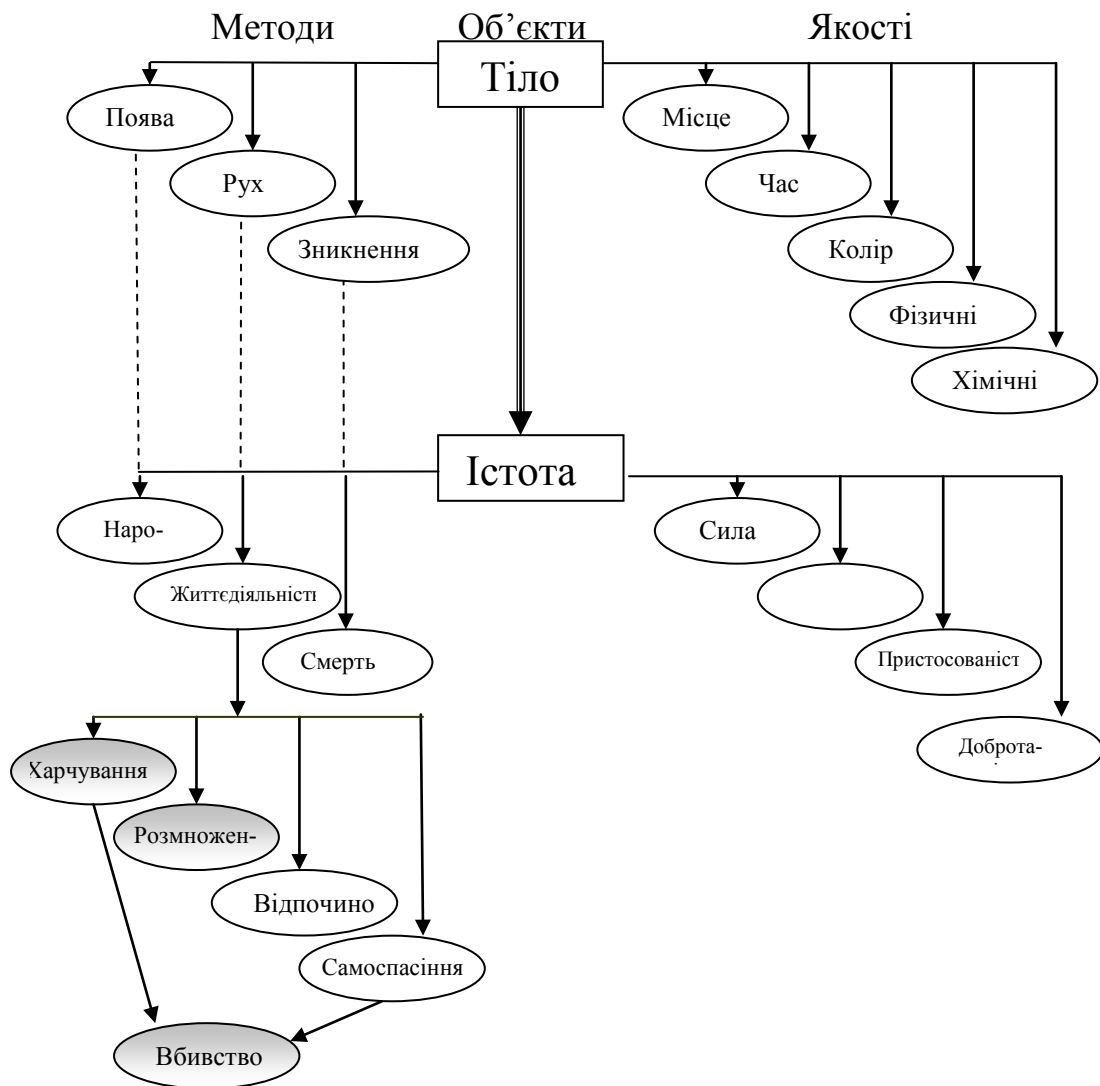 Методи Об’єкти Якості
Тіло
Поява
Рух
Зникнення
Місце
Час
Колір
Фізичні
Хімічні
Істота
Наро-
Життєдіяльність
Смерть
Сила
Пристосованіст
Доброта-
Харчування
Розмножен-
Відпочино
Самоспасіння
Вбивство